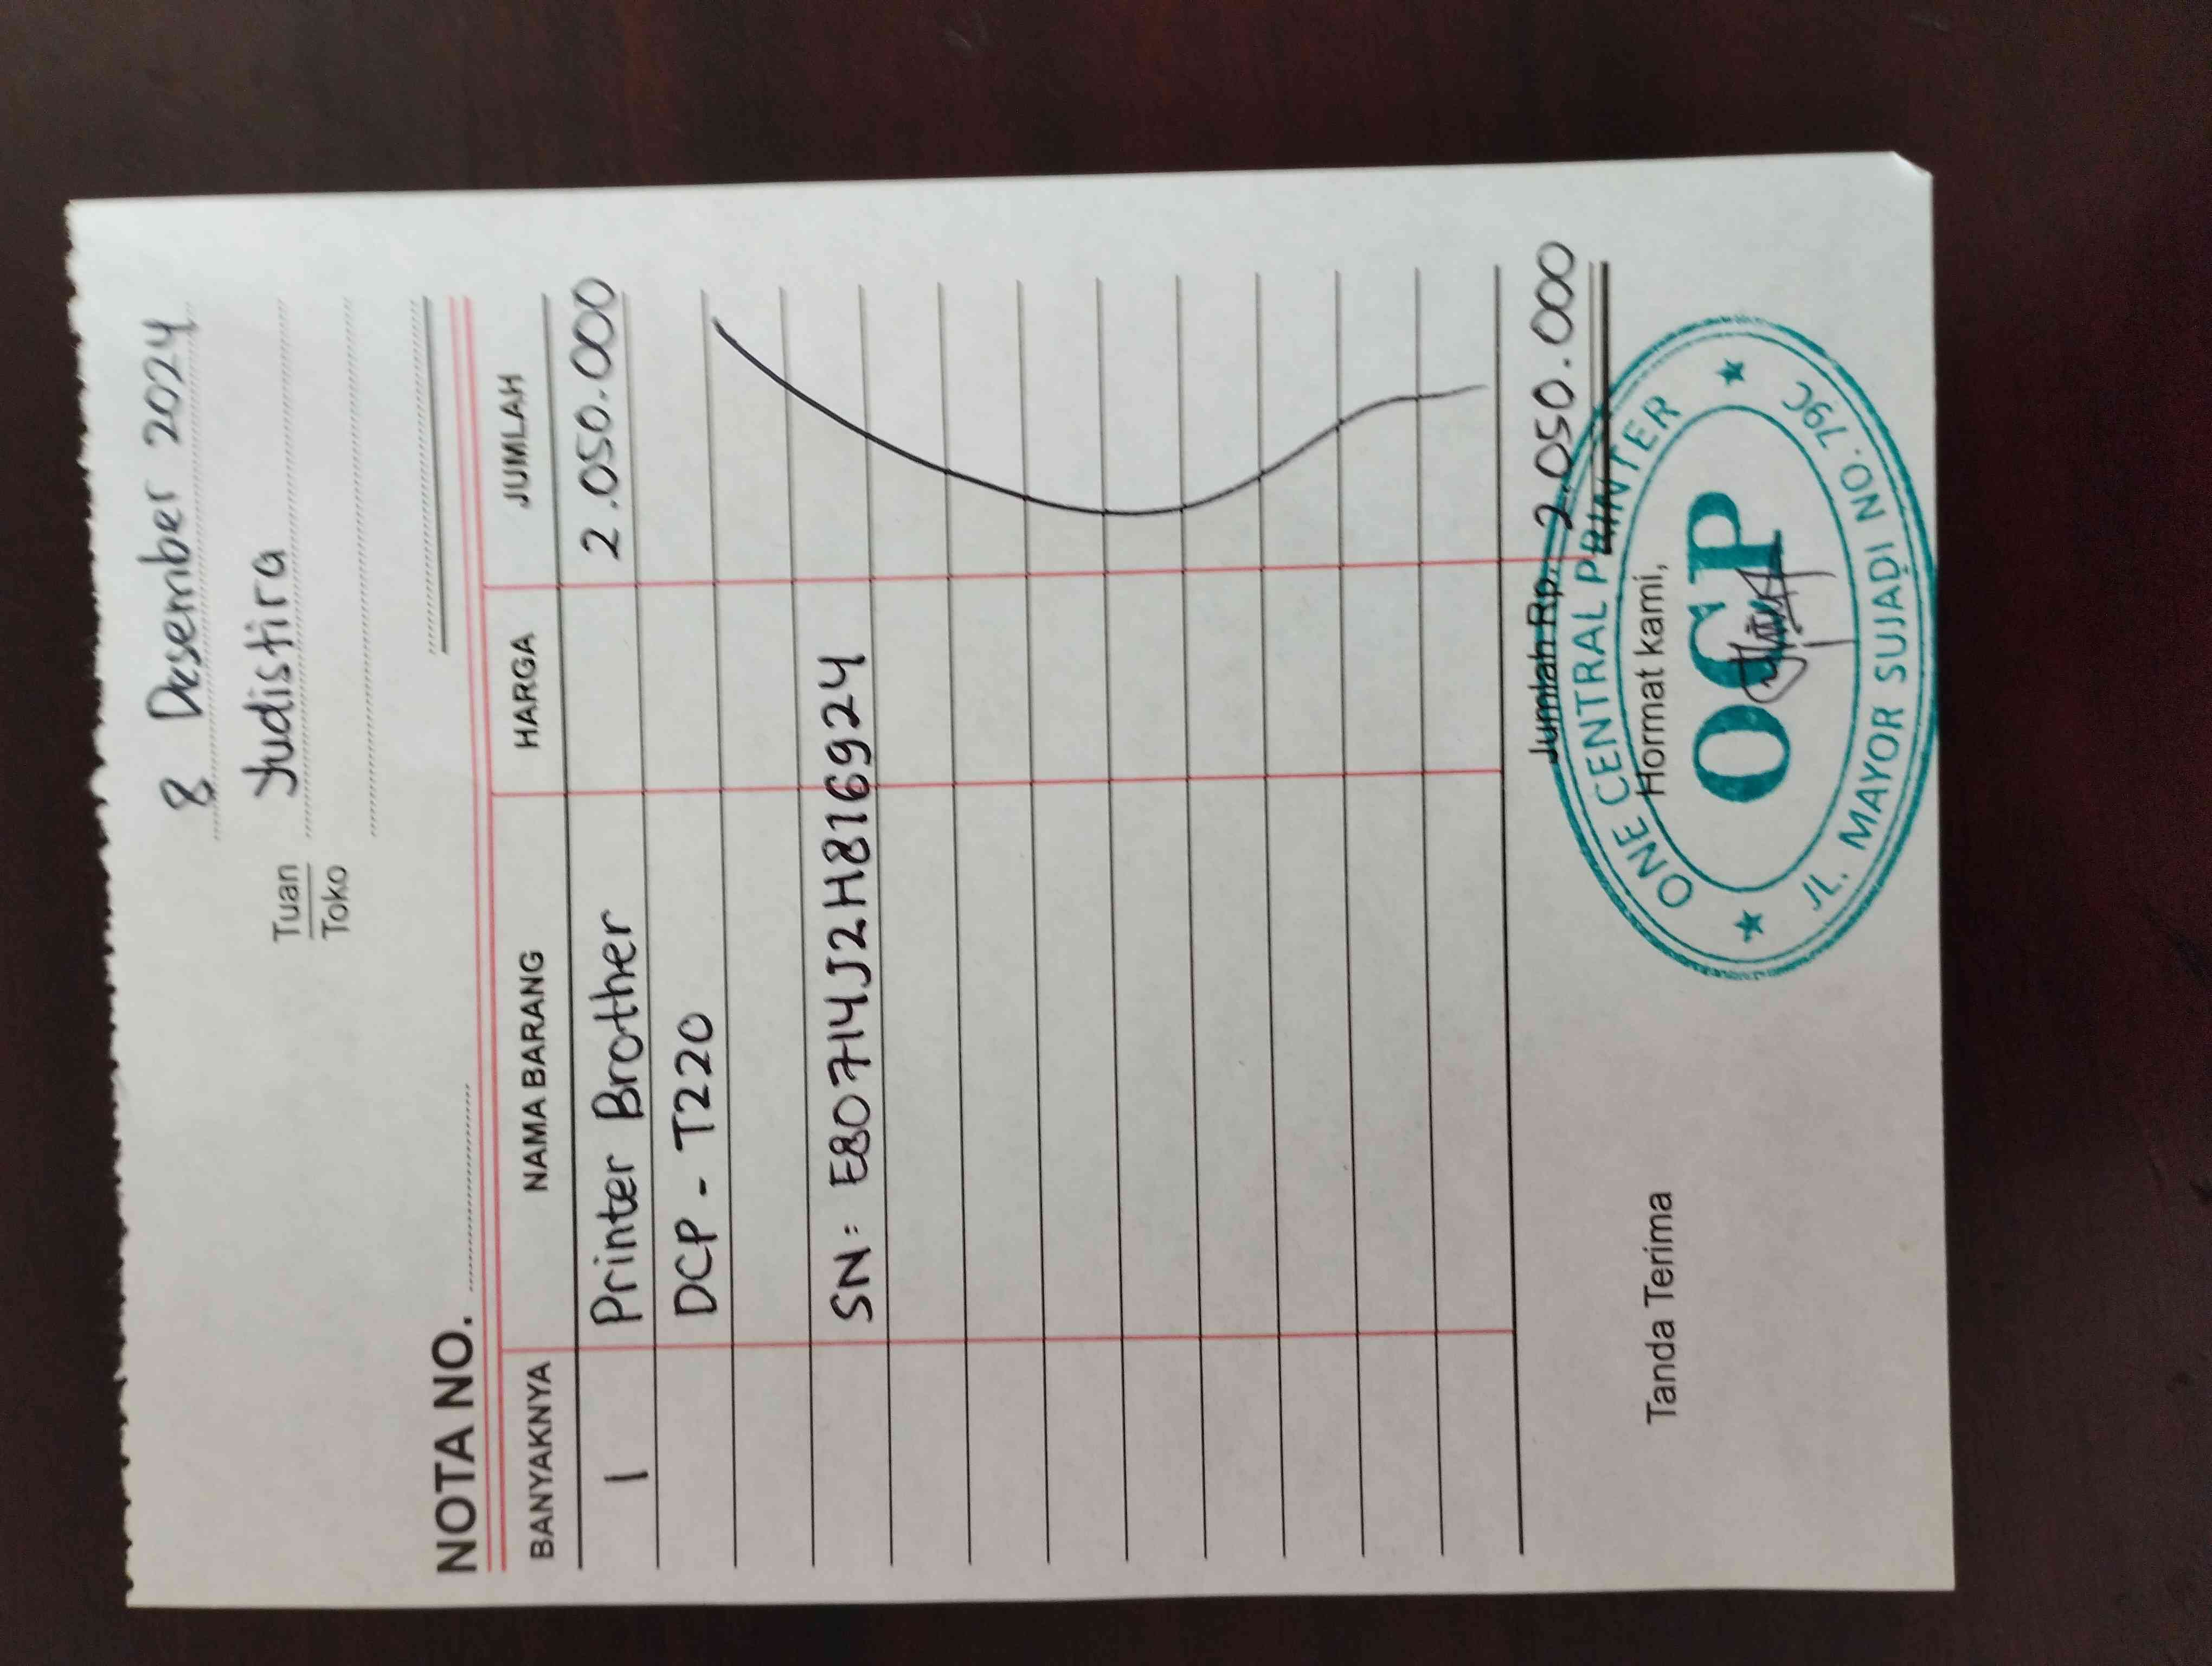 8 Desember 2024
Tuan Yudistira
Toko
NOTA NO.
BANYAKNYA NAMA BARANG HARGA JUMLAH
1 Printer Brother 2.050.000
DCP - T220
SN: E80714J2H816924
Jumlah Rp. 2.050.000
Tanda Terima Hormat kami,
ONE CENTRAL PRINTER
OCP
JL. MAYOR SUJADI NO. 79C